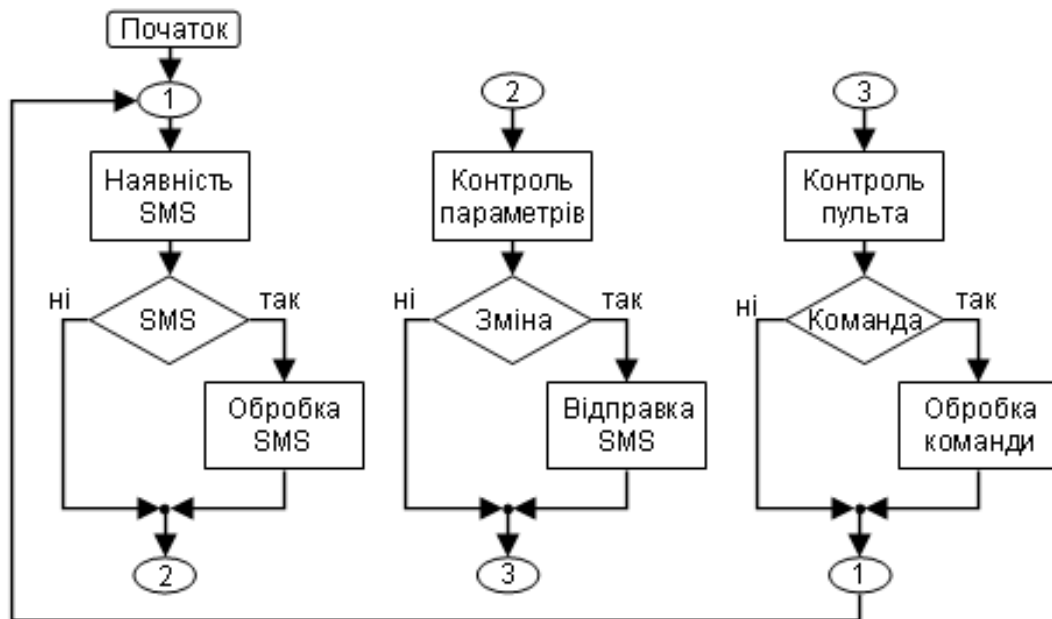 Початок
1
Наявність
SMS
ні
так
SMS
Обробка
SMS
2
2
Контроль
параметрів
ні
так
Зміна
Відправка
SMS
3
3
Контроль
пульта
ні
так
Команда
Обробка
команди
1